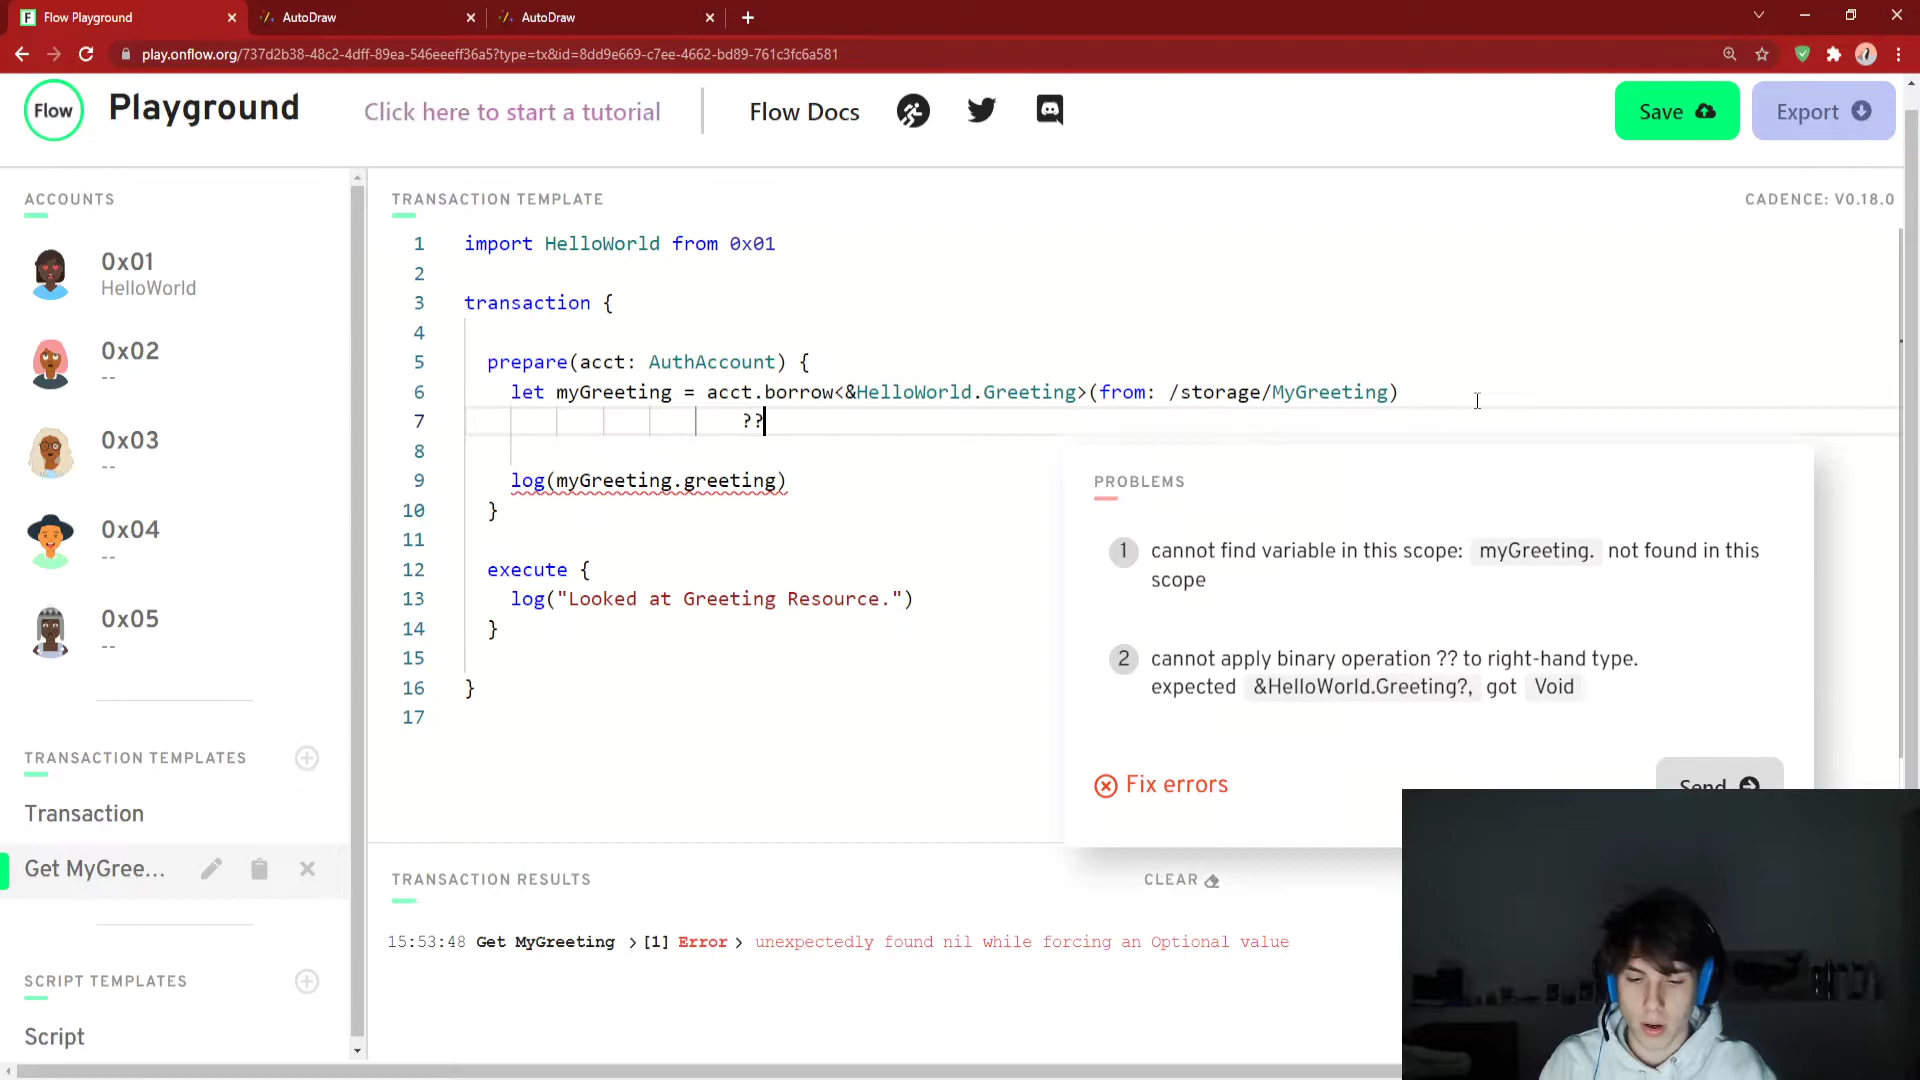 Flow Playground
AutoDraw
AutoDraw
play.onflow.org/737d2b38-48c2-4dff-89ea-546eeeff36a5?type=tx&id=8dd9e669-c7ee-4662-bd89-761c3fc6a581
Flow
Playground
Click here to start a tutorial
Flow Docs
Save
Export
ACCOUNTS
0x01
HelloWorld
0x02
--
0x03
--
0x04
--
0x05
--
TRANSACTION TEMPLATES
Transaction
Get MyGree...
SCRIPT TEMPLATES
Script
TRANSACTION TEMPLATE
CADENCE: V0.18.0
1 import HelloWorld from 0x01
2
3 transaction {
4
5 prepare(acct: AuthAccount) {
6 let myGreeting = acct.borrow<&HelloWorld.Greeting>(from: /storage/MyGreeting)
7 ??
8
9 log(myGreeting.greeting)
10 }
11
12 execute {
13 log("Looked at Greeting Resource.")
14 }
15
16 }
17
PROBLEMS
1 cannot find variable in this scope: myGreeting. not found in this
scope
2 cannot apply binary operation ?? to right-hand type.
expected &HelloWorld.Greeting?, got Void
Fix errors
Send
TRANSACTION RESULTS
CLEAR
15:53:48 Get MyGreeting > [1] Error > unexpectedly found nil while forcing an Optional value